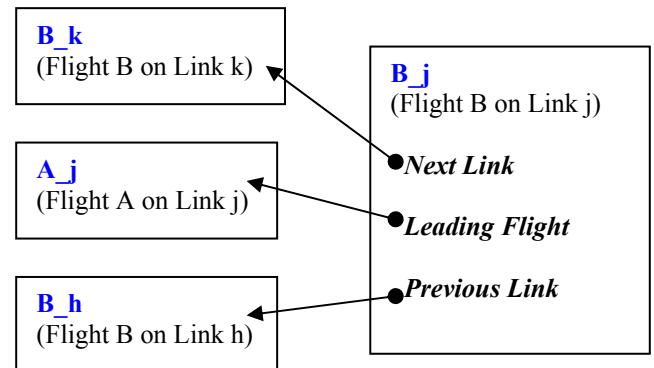 B_k
(Flight B on Link k)
A_j
(Flight A on Link j)
B_h
(Flight B on Link h)
B_j
(Flight B on Link j)
Next Link
Leading Flight
Previous Link